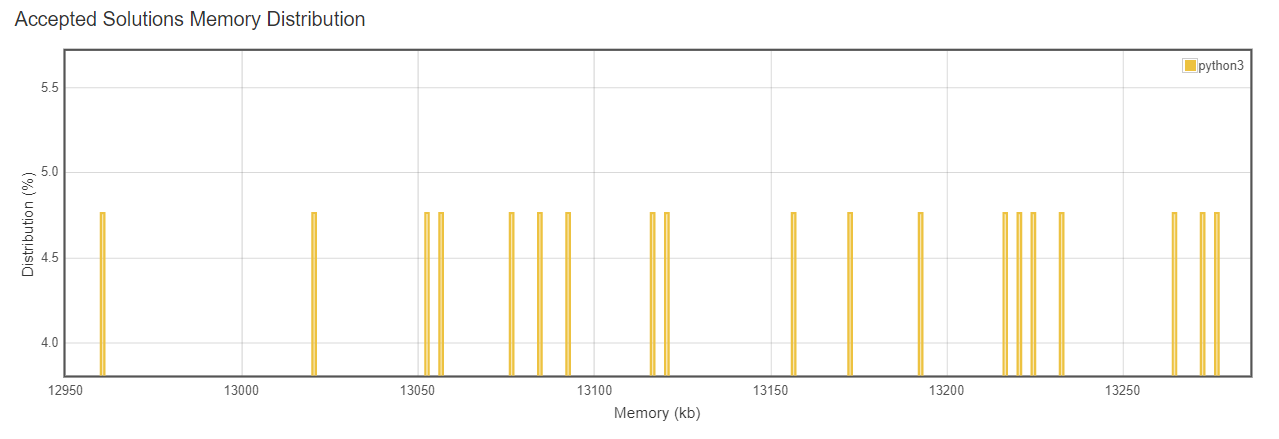 Accepted Solutions Memory Distribution
python3
5.5
5.0
4.5
4.0
Distribution (%)
12950 13000 13050 13100 13150 13200 13250
Memory (kb)